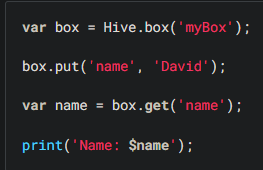 var box = Hive.box('myBox');
box.put('name', 'David');
var name = box.get('name');
print('Name: $name');